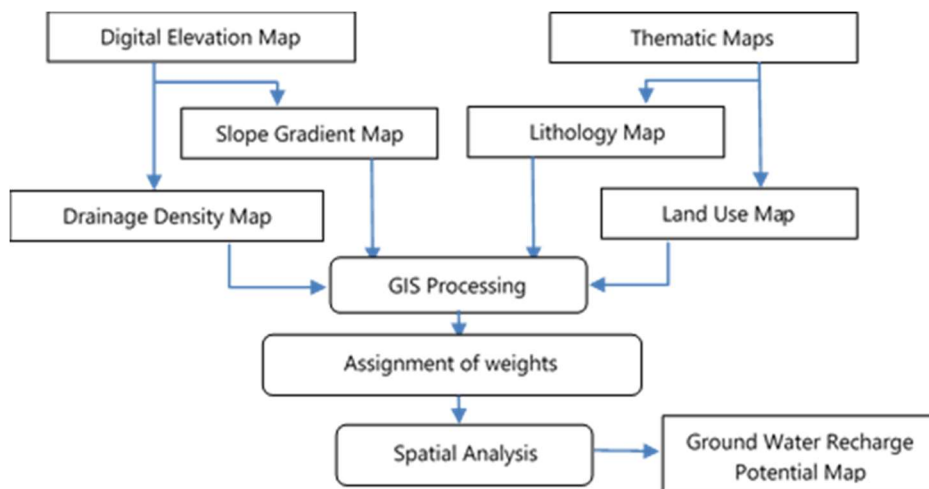 Digital Elevation Map
Thematic Maps
Slope Gradient Map
Lithology Map
Drainage Density Map
Land Use Map
GIS Processing
Assignment of weights
Spatial Analysis
Ground Water Recharge
Potential Map